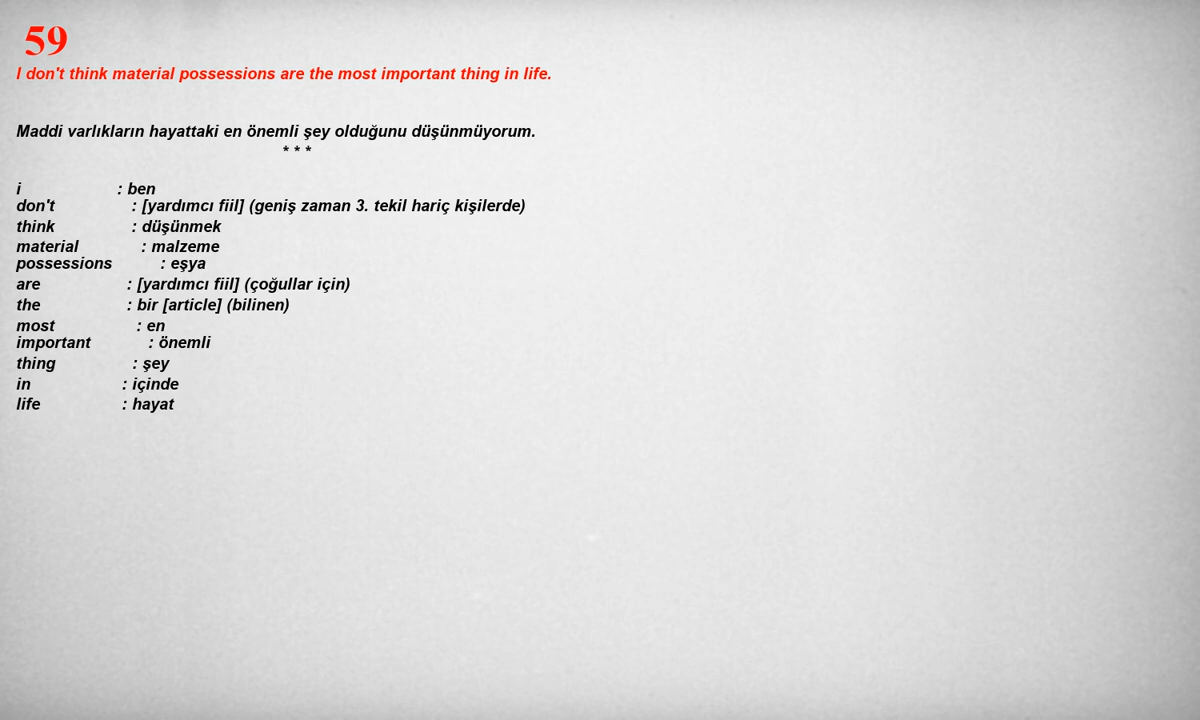 59
I don't think material possessions are the most important thing in life.
Maddi varlıkların hayattaki en önemli şey olduğunu düşünmüyorum.
* * *
i : ben
don't : [yardımcı fiil] (geniş zaman 3. tekil hariç kişilerde)
think : düşünmek
material : malzeme
possessions : eşya
are : [yardımcı fiil] (çoğullar için)
the : bir [article] (bilinen)
most : en
important : önemli
thing : şey
in : içinde
life : hayat